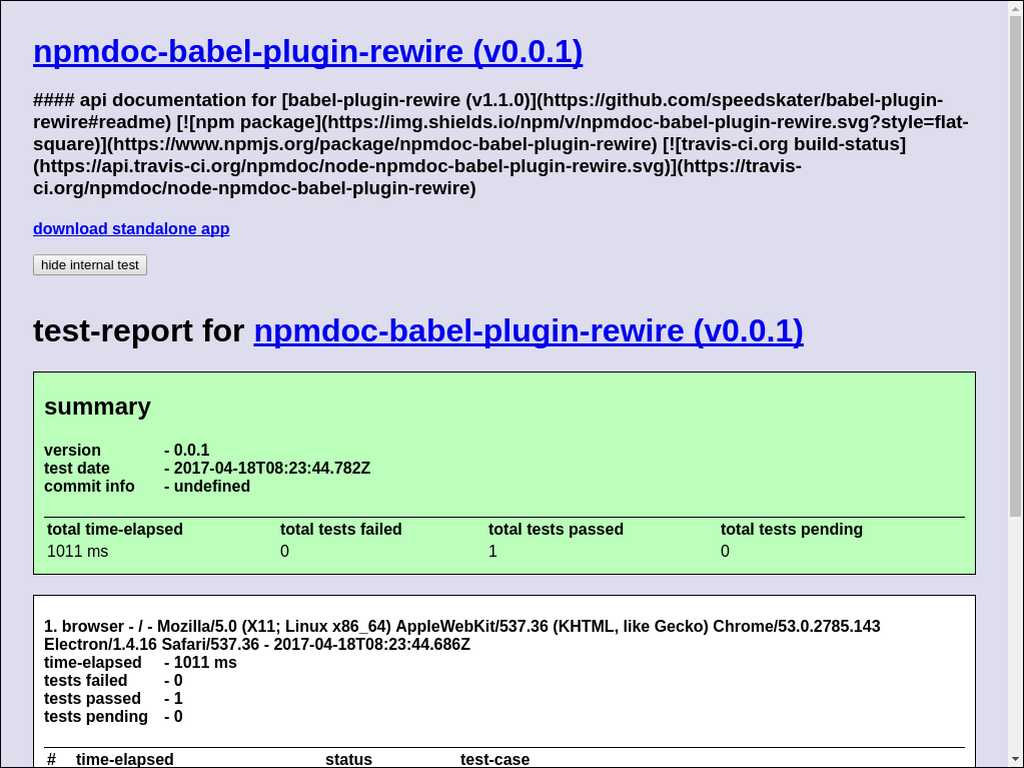 npmdoc-babel-plugin-rewire (v0.0.1)
#### api documentation for [babel-plugin-rewire (v1.1.0)](https://github.com/speedskater/babel-plugin-
rewire#readme) [![npm package](https://img.shields.io/npm/v/npmdoc-babel-plugin-rewire.svg?style=flat-
square)](https://www.npmjs.org/package/npmdoc-babel-plugin-rewire) [![travis-ci.org build-status]
(https://api.travis-ci.org/npmdoc/node-npmdoc-babel-plugin-rewire.svg)](https://travis-
ci.org/npmdoc/node-npmdoc-babel-plugin-rewire)
download standalone app
hide internal test
test-report for npmdoc-babel-plugin-rewire (v0.0.1)
summary
version - 0.0.1
test date - 2017-04-18T08:23:44.782Z
commit info - undefined
total time-elapsed total tests failed total tests passed total tests pending
1011 ms 0 1 0
1. browser - / - Mozilla/5.0 (X11; Linux x86_64) AppleWebKit/537.36 (KHTML, like Gecko) Chrome/53.0.2785.143
Electron/1.4.16 Safari/537.36 - 2017-04-18T08:23:44.686Z
time-elapsed - 1011 ms
tests failed - 0
tests passed - 1
tests pending - 0
# time-elapsed status test-case